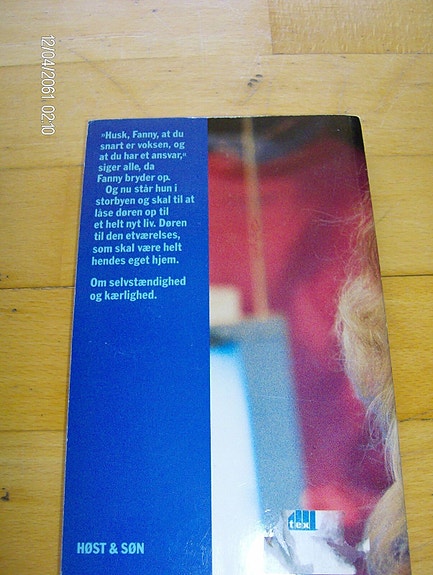 12/04/2061 02:10
»Husk, Fanny, at du
snart er voksen, og
at du har et ansvar,«
siger alle, da
Fanny bryder op.
Og nu står hun i
storbyen og skal til at
låse døren op til
et helt nyt liv. Døren
til den etværelses,
som skal være helt
hendes eget hjem.
Om selvstændighed
og kærlighed.
tex
HØST & SØN